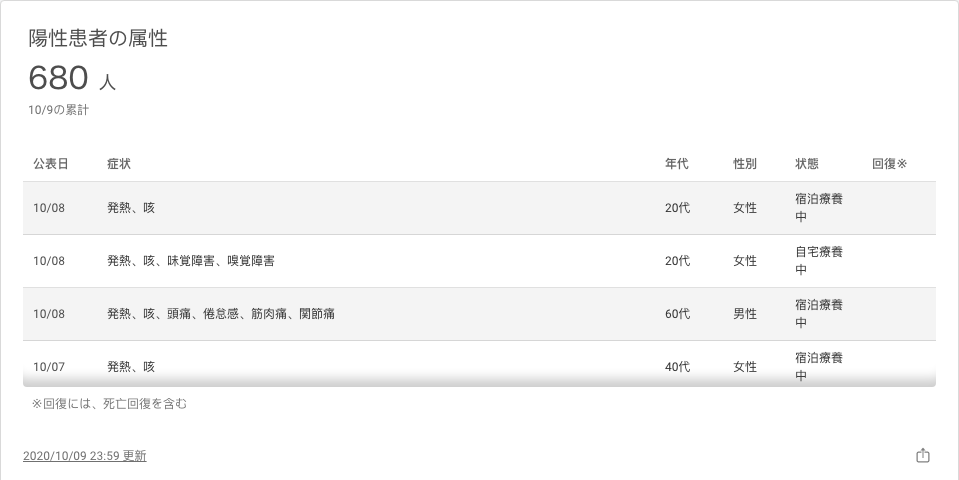 陽性患者の属性
680 人
10/9の累計
公表日 症状 年代 性別 状態 回復※
10/08 発熱、咳 20代 女性 宿泊療養
中
10/08 発熱、咳、味覚障害、嗅覚障害 20代 女性 自宅療養
中
10/08 発熱、咳、頭痛、倦怠感、筋肉痛、関節痛 60代 男性 宿泊療養
中
10/07 発熱、咳 40代 女性 宿泊療養
中
※回復には、死亡回復を含む
2020/10/09 23:59 更新